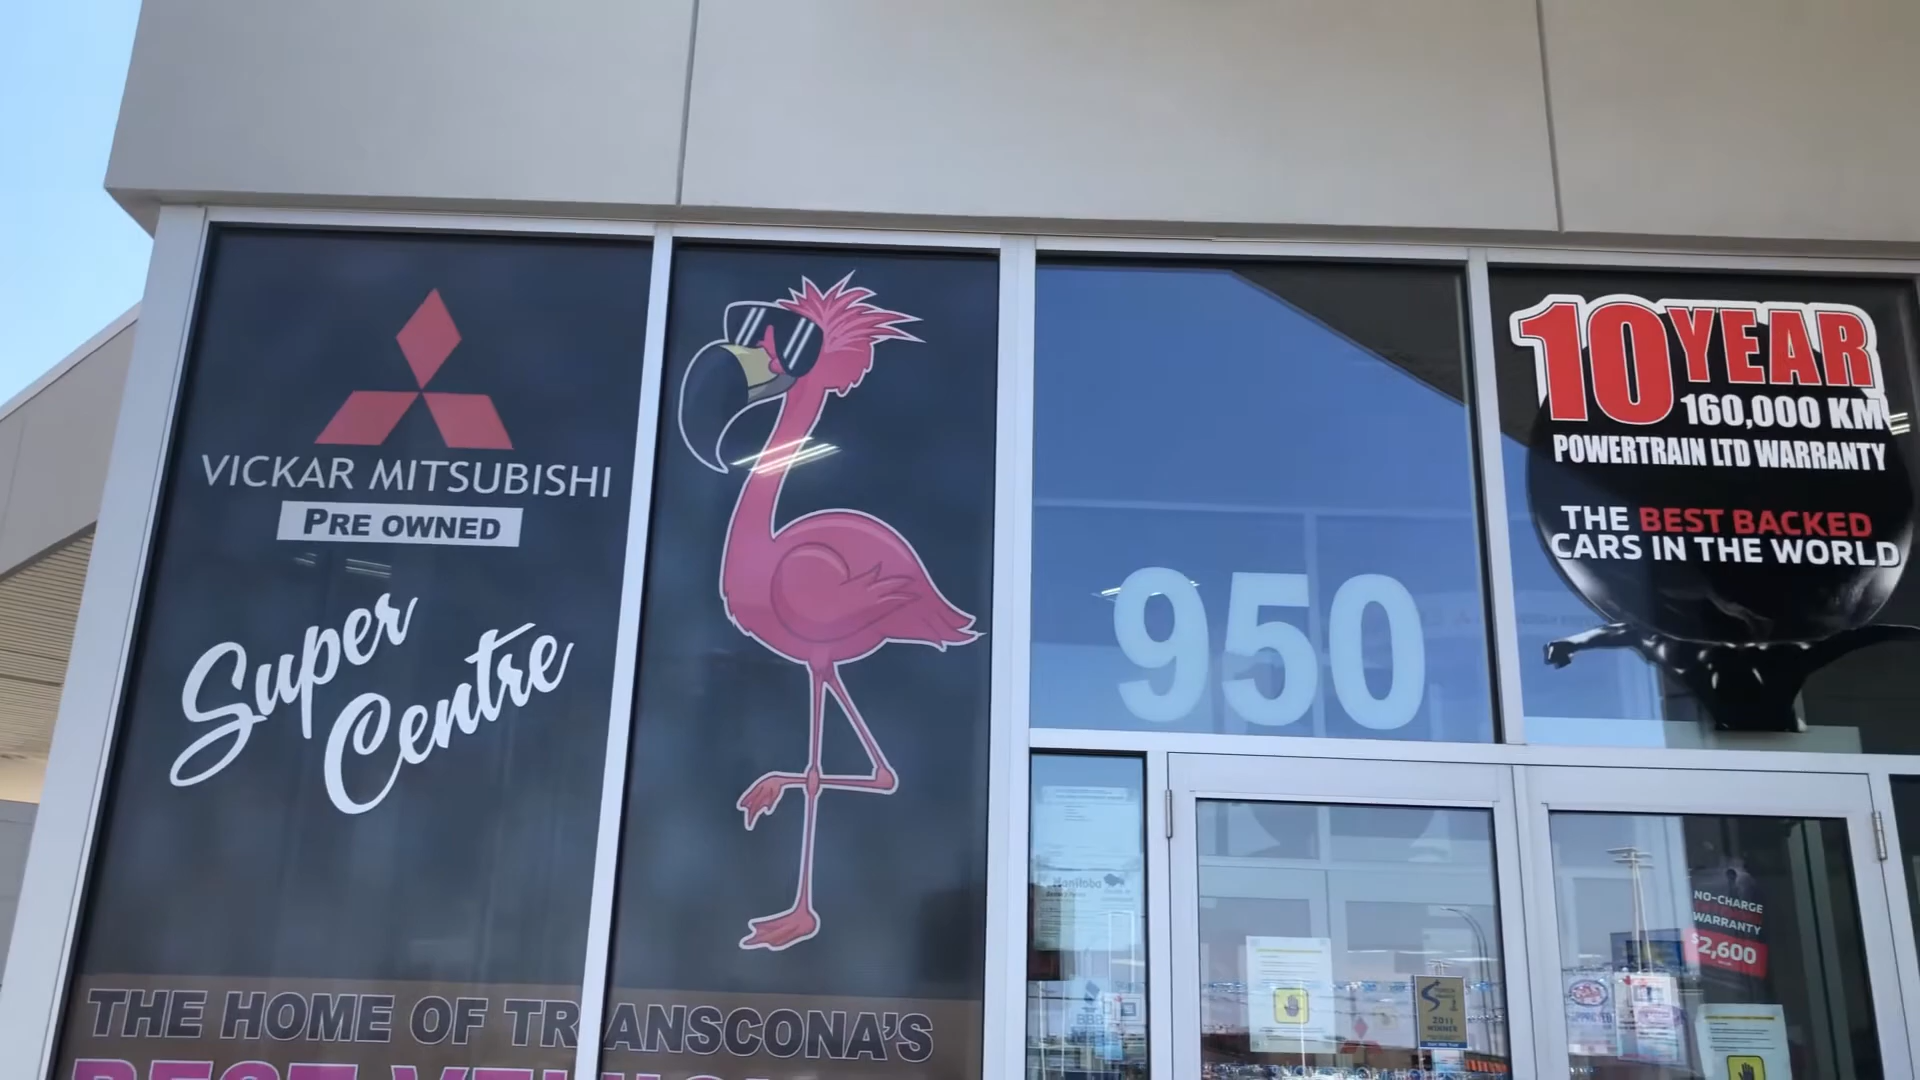 VICKAR MITSUBISHI
PRE OWNED
Super
Centre
THE HOME OF TRANSCONA'S
950
10 YEAR
160,000 KM
POWERTRAIN LTD WARRANTY
THE BEST BACKED
CARS IN THE WORLD
NO-CHARGE
WARRANTY
$2,600
BBB
2011
WINNER